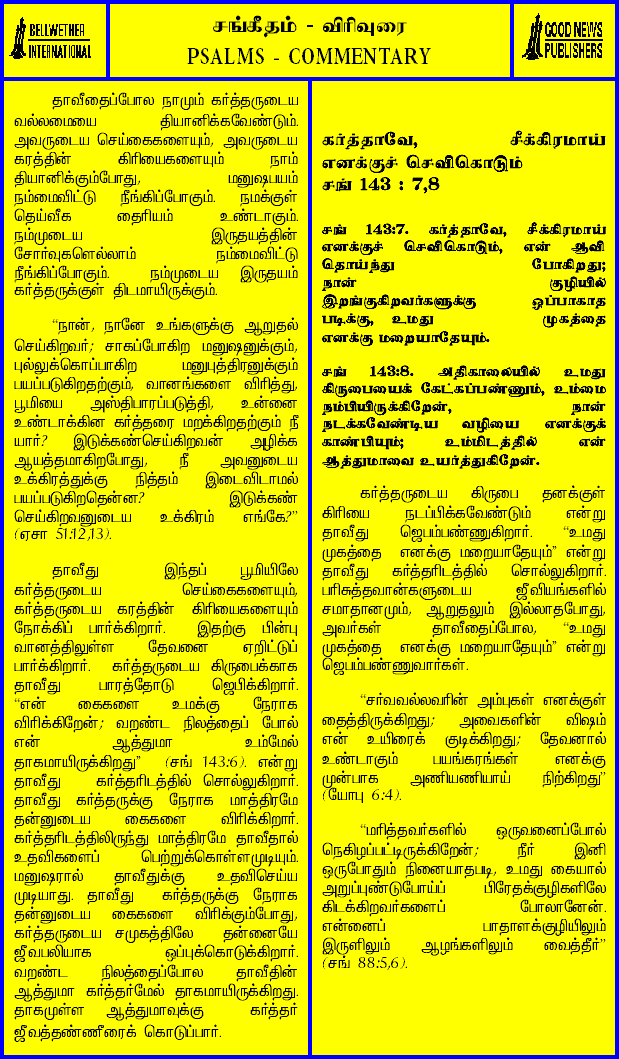 BELLWETHER
INTERNATIONAL
சங்கீதம் - விரிவுரை
PSALMS - COMMENTARY
GOOD NEWS
PUBLISHERS
தாவீதைப்போல நாமும் கர்த்தருடைய
வல்லமையை தியானிக்கவேண்டும்.
அவருடைய செய்கைகளையும், அவருடைய
கரத்தின் கிரியைகளையும் நாம்
தியானிக்கும்போது, மனுஷபயம்
நம்மைவிட்டு நீங்கிப்போகும். நமக்குள்
தெய்வீக தைரியம் உண்டாகும்.
நம்முடைய இருதயத்தின்
சோர்வுகளெல்லாம் நம்மைவிட்டு
நீங்கிப்போகும். நம்முடைய இருதயம்
கர்த்தருக்குள் திடமாயிருக்கும்.
“நான், நானே உங்களுக்கு ஆறுதல்
செய்கிறவர்; சாகப்போகிற மனுஷனுக்கும்,
புல்லுக்கொப்பாகிற மனுபுத்திரனுக்கும்
பயப்படுகிறதற்கும், வானங்களை விரித்து,
பூமியை அஸ்திபாரப்படுத்தி, உன்னை
உண்டாக்கின கர்த்தரை மறக்கிறதற்கும் நீ
யார்? இடுக்கண்செய்கிறவன் அழிக்க
ஆயத்தமாகிறபோது, நீ அவனுடைய
உக்கிரத்துக்கு நித்தம் இடைவிடாமல்
பயப்படுகிறதென்ன? இடுக்கண்
செய்கிறவனுடைய உக்கிரம் எங்கே?”
(ஏசா 51:12,13).
தாவீது இந்தப் பூமியிலே
கர்த்தருடைய செய்கைகளையும்,
கர்த்தருடைய கரத்தின் கிரியைகளையும்
நோக்கிப் பார்க்கிறார். இதற்கு பின்பு
வானத்திலுள்ள தேவனை ஏறிட்டுப்
பார்க்கிறார். கர்த்தருடைய கிருபைக்காக
தாவீது பாரத்தோடு ஜெபிக்கிறார்.
“என் கைகளை உமக்கு நேராக
விரிக்கிறேன்; வறண்ட நிலத்தைப் போல்
என் ஆத்துமா உம்மேல்
தாகமாயிருக்கிறது” (சங் 143:6). என்று
தாவீது கர்த்தரிடத்தில் சொல்லுகிறார்.
தாவீது கர்த்தருக்கு நேராக மாத்திரமே
தன்னுடைய கைகளை விரிக்கிறார்.
கர்த்தரிடத்திலிருந்து மாத்திரமே தாவீதால்
உதவிகளைப் பெற்றுக்கொள்ளமுடியும்.
மனுஷரால் தாவீதுக்கு உதவிசெய்ய
முடியாது. தாவீது கர்த்தருக்கு நேராக
தன்னுடைய கைகளை விரிக்கும்போது,
கர்த்தருடைய சமுகத்திலே தன்னையே
ஜீவபலியாக ஒப்புக்கொடுக்கிறார்.
வறண்ட நிலத்தைப்போல தாவீதின்
ஆத்துமா கர்த்தர்மேல் தாகமாயிருக்கிறது.
தாகமுள்ள ஆத்துமாவுக்கு கர்த்தர்
ஜீவத்தண்ணீரைக் கொடுப்பார்.
கர்த்தாவே, சீக்கிரமாய்
எனக்குச் செவிகொடும்
சங் 143 : 7,8
சங் 143:7. கர்த்தாவே, சீக்கிரமாய்
எனக்குச் செவிகொடும், என் ஆவி
தொய்ந்து போகிறது;
நான் குழியில்
இறங்குகிறவர்களுக்கு ஒப்பாகாத
படிக்கு, உமது முகத்தை
எனக்கு மறையாதேயும்.
சங் 143:8. அதிகாலையில் உமது
கிருபையைக் கேட்கப்பண்ணும், உம்மை
நம்பியிருக்கிறேன், நான்
நடக்கவேண்டிய வழியை எனக்குக்
காண்பியும்; உம்மிடத்தில் என்
ஆத்துமாவை உயர்த்துகிறேன்.
கர்த்தருடைய கிருபை தனக்குள்
கிரியை நடப்பிக்கவேண்டும் என்று
தாவீது ஜெபம்பண்ணுகிறார். “உமது
முகத்தை எனக்கு மறையாதேயும்” என்று
தாவீது கர்த்தரிடத்தில் சொல்லுகிறார்.
பரிசுத்தவான்களுடைய ஜீவியங்களில்
சமாதானமும், ஆறுதலும் இல்லாதபோது,
அவர்கள் தாவீதைப்போல, “உமது
முகத்தை எனக்கு மறையாதேயும்” என்று
ஜெபம்பண்ணுவார்கள்.
“சர்வவல்லவரின் அம்புகள் எனக்குள்
தைத்திருக்கிறது; அவைகளின் விஷம்
என் உயிரைக் குடிக்கிறது; தேவனால்
உண்டாகும் பயங்கரங்கள் எனக்கு
முன்பாக அணியணியாய் நிற்கிறது”
(யோபு 6:4).
“மரித்தவர்களில் ஒருவனைப்போல்
நெகிழப்பட்டிருக்கிறேன்; நீர் இனி
ஒருபோதும் நினையாதபடி, உமது கையால்
அறுப்புண்டுபோய்ப் பிரேதக்குழிகளிலே
கிடக்கிறவர்களைப் போலானேன்.
என்னைப் பாதாளக்குழியிலும்
இருளிலும் ஆழங்களிலும் வைத்தீர்”
(சங் 88:5,6).